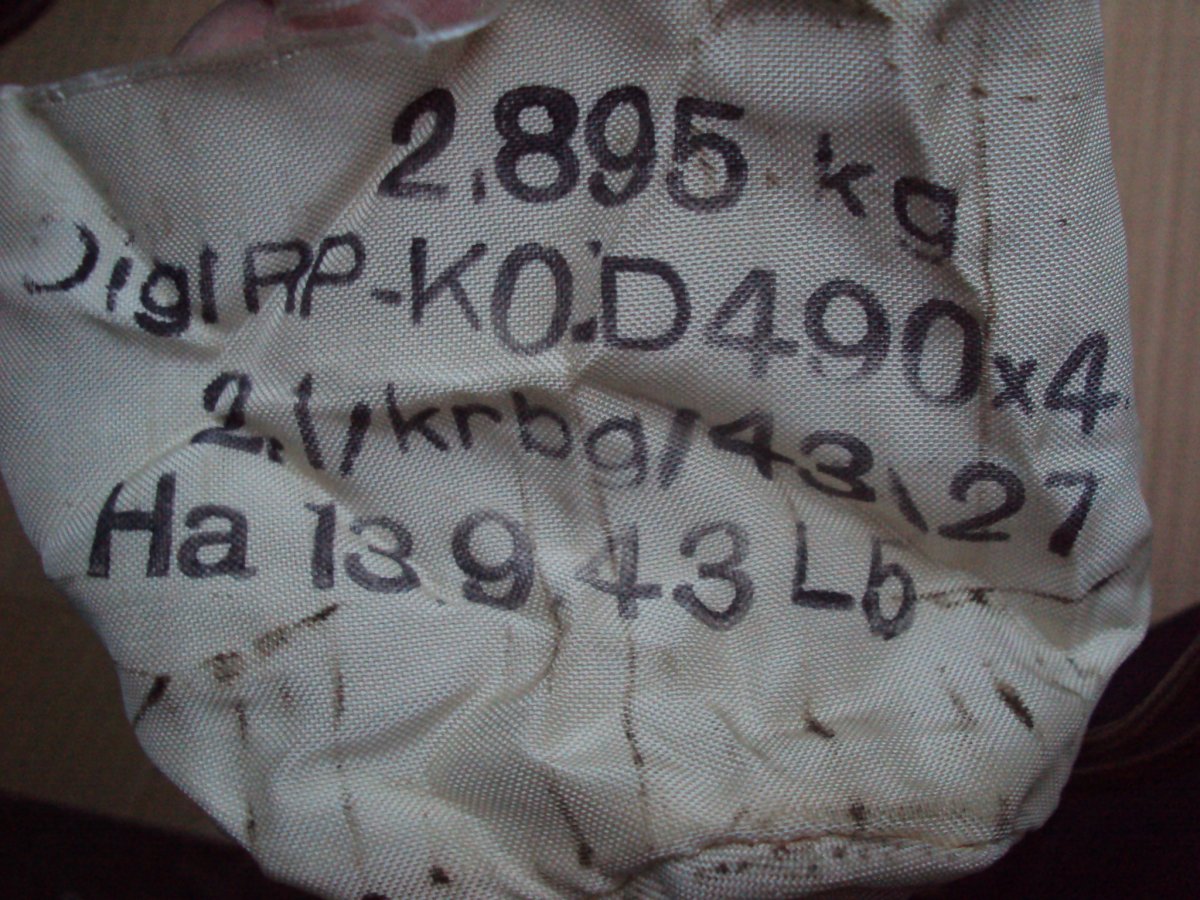 2,895 kg
Digl RP-K0.D490x4.
krbg/43\27
Ha 13 9 43 Lb